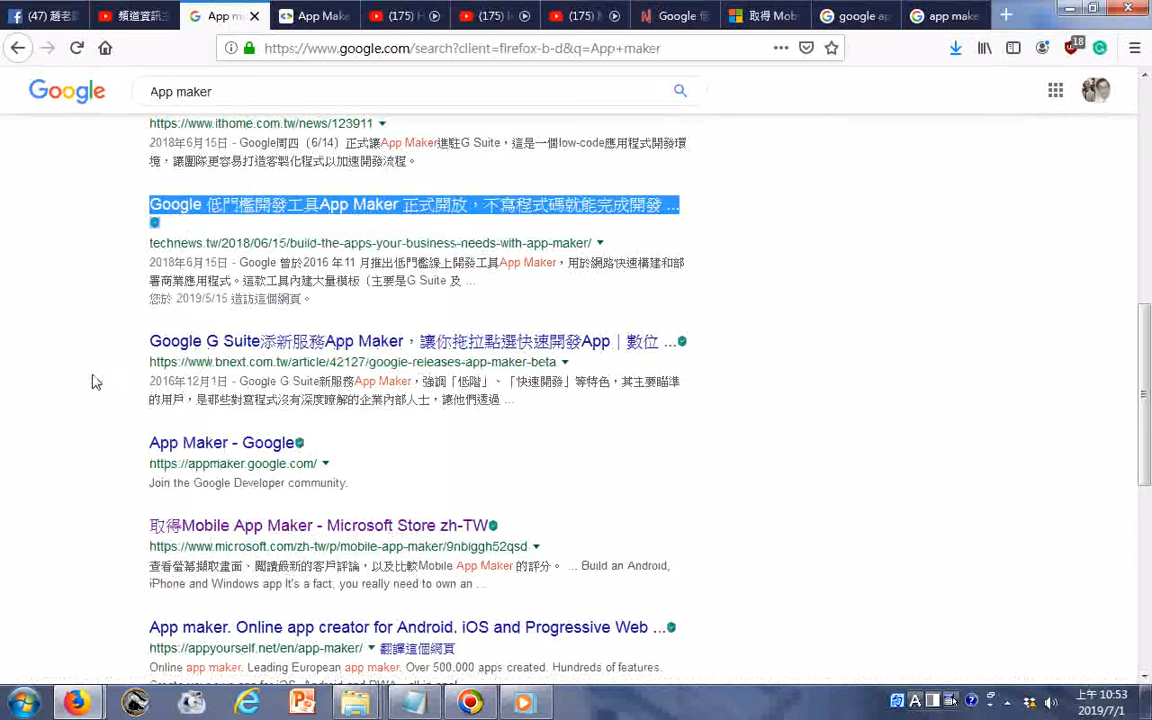 (47) 趙老
頻道資訊主
App m
App Make
(175) H
(175) I
(175) M
Google 低
取得 Mob
google ap
app make
https://www.google.com/search?client=firefox-b-d&q=App+maker
18
Google
App maker
https://www.ithome.com.tw/news/123911
2018年6月15日 - Google周四（6/14）正式讓App Maker進駐G Suite，這是一個low-code應用程式開發環
境，讓團隊更容易打造客製化程式以加速開發流程。
Google 低門檻開發工具App Maker 正式開放，不寫程式碼就能完成開發 ...
technews.tw/2018/06/15/build-the-apps-your-business-needs-with-app-maker/
2018年6月15日 - Google 曾於2016 年11 月推出低門檻線上開發工具App Maker，用於網路快速構建和部
署商業應用程式。這款工具內建大量模板（主要是G Suite 及 ...
您於 2019/5/15 造訪這個網頁。
Google G Suite添新服務App Maker，讓你拖拉點選快速開發App｜數位 ...
https://www.bnext.com.tw/article/42127/google-releases-app-maker-beta
2016年12月1日 - Google G Suite新服務App Maker，強調「低階」、「快速開發」等特色，其主要瞄準
的用戶，是那些對寫程式沒有深度瞭解的企業內部人士，讓他們透過 ...
App Maker - Google
https://appmaker.google.com/
Join the Google Developer community.
取得Mobile App Maker - Microsoft Store zh-TW
https://www.microsoft.com/zh-tw/p/mobile-app-maker/9nbiggh52qsd
查看螢幕擷取畫面、閱讀最新的客戶評論，以及比較Mobile App Maker 的評分。 ... Build an Android,
iPhone and Windows app It's a fact; you really need to own an ...
App maker. Online app creator for Android, iOS and Progressive Web ...
https://appyourself.net/en/app-maker/ 翻譯這個網頁
Online app maker. Leading European app maker. Over 500.000 apps created. Hundreds of features.
上午 10:53
2019/7/1